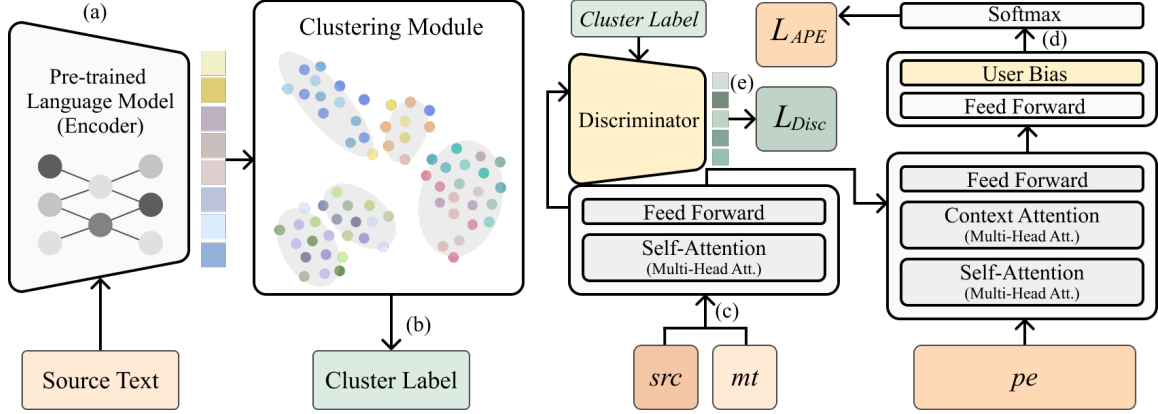 (a)
Pre-trained
Language Model
(Encoder)
Source Text
Clustering Module
(b)
Cluster Label
Cluster Label
Discriminator
(e)
L_Disc
Feed Forward
Self-Attention
(Multi-Head Att.)
(c)
src
mt
L_APE
Softmax
(d)
User Bias
Feed Forward
Feed Forward
Context Attention
(Multi-Head Att.)
Self-Attention
(Multi-Head Att.)
pe